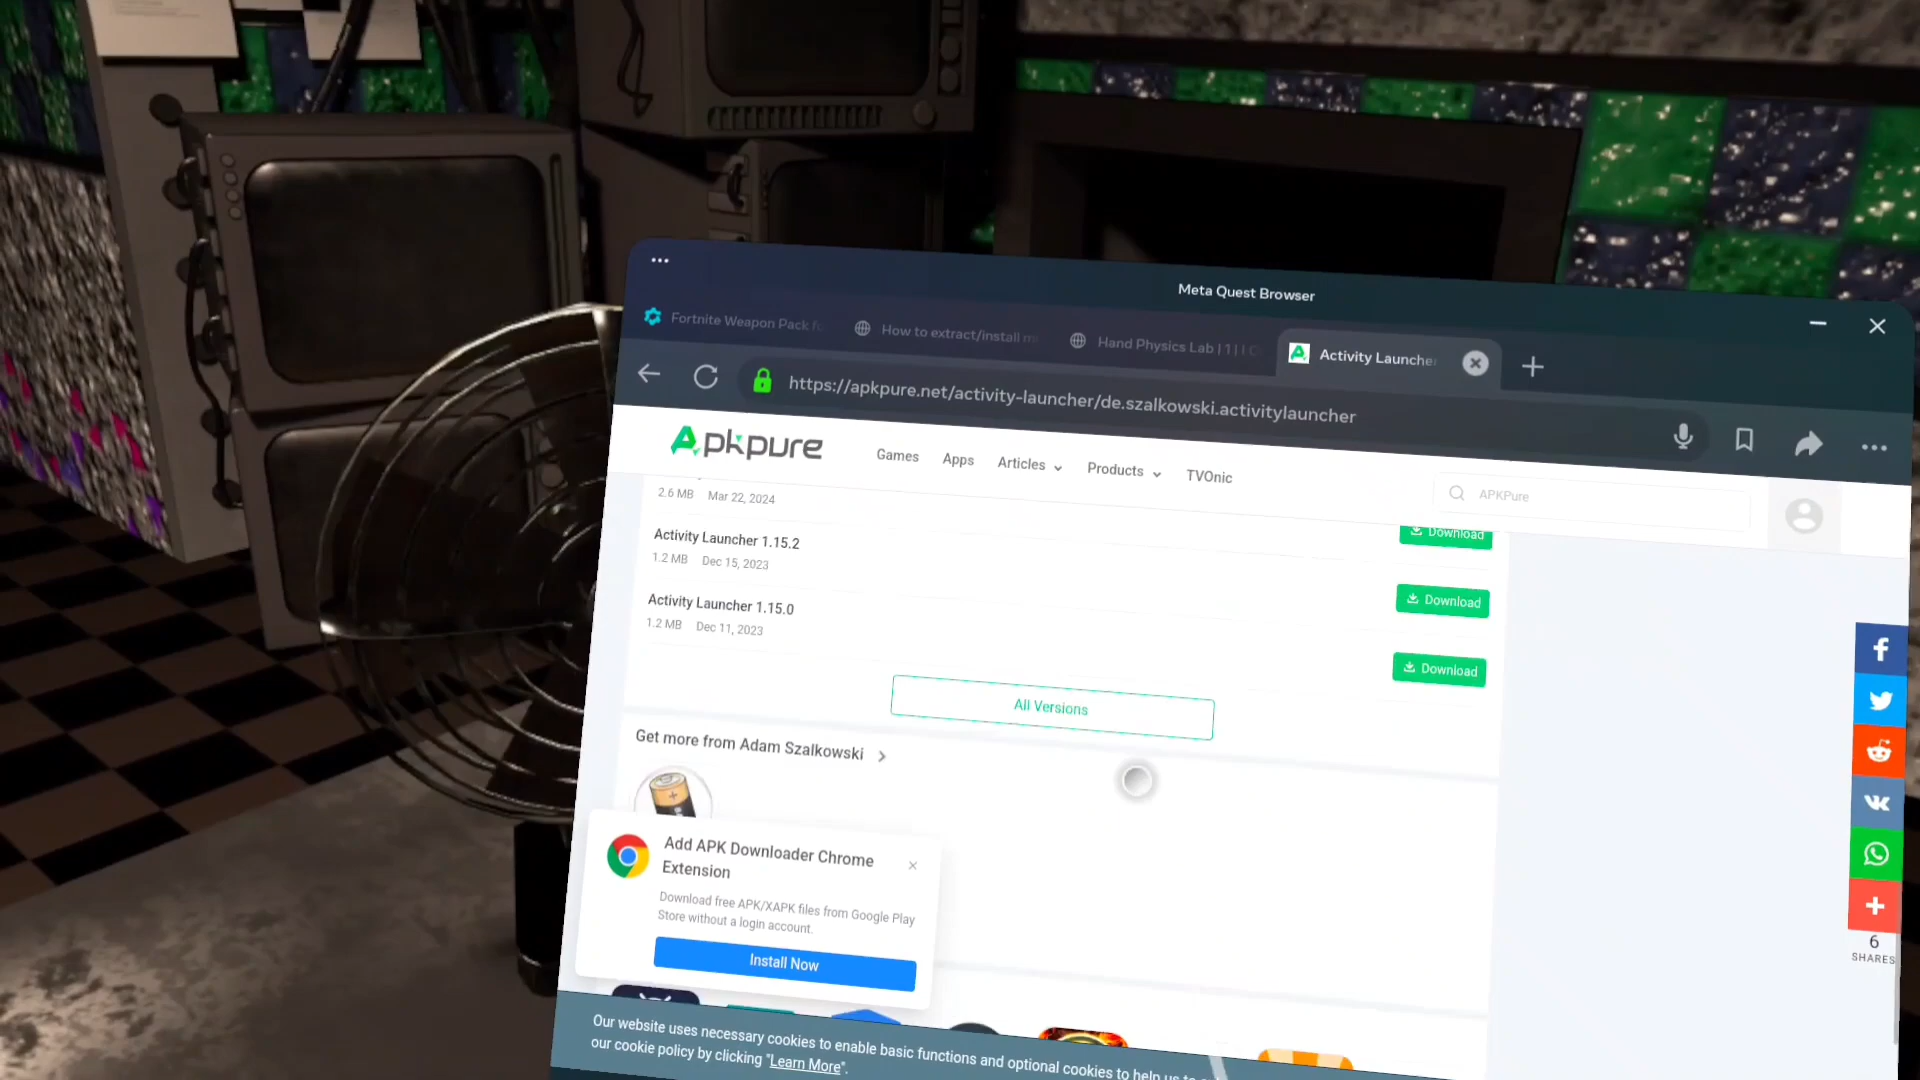 Meta Quest Browser
Fortnite Weapon Pack fo
How to extract/install m
Hand Physics Lab | 1 | | C
Activity Launcher
https://apkpure.net/activity-launcher/de.szalkowski.activitylauncher
Apkpure
Games
Apps
Articles
Products
TVOnic
APKPure
2.6 MB Mar 22, 2024
Download
Activity Launcher 1.15.2
1.2 MB Dec 15, 2023
Download
Activity Launcher 1.15.0
1.2 MB Dec 11, 2023
Download
All Versions
Get more from Adam Szalkowski
Add APK Downloader Chrome
Extension
Download free APK/XAPK files from Google Play
Store without a login account.
Install Now
6
SHARES
Our website uses necessary cookies to enable basic functions and optional cookies to help us to
our cookie policy by clicking "Learn More".